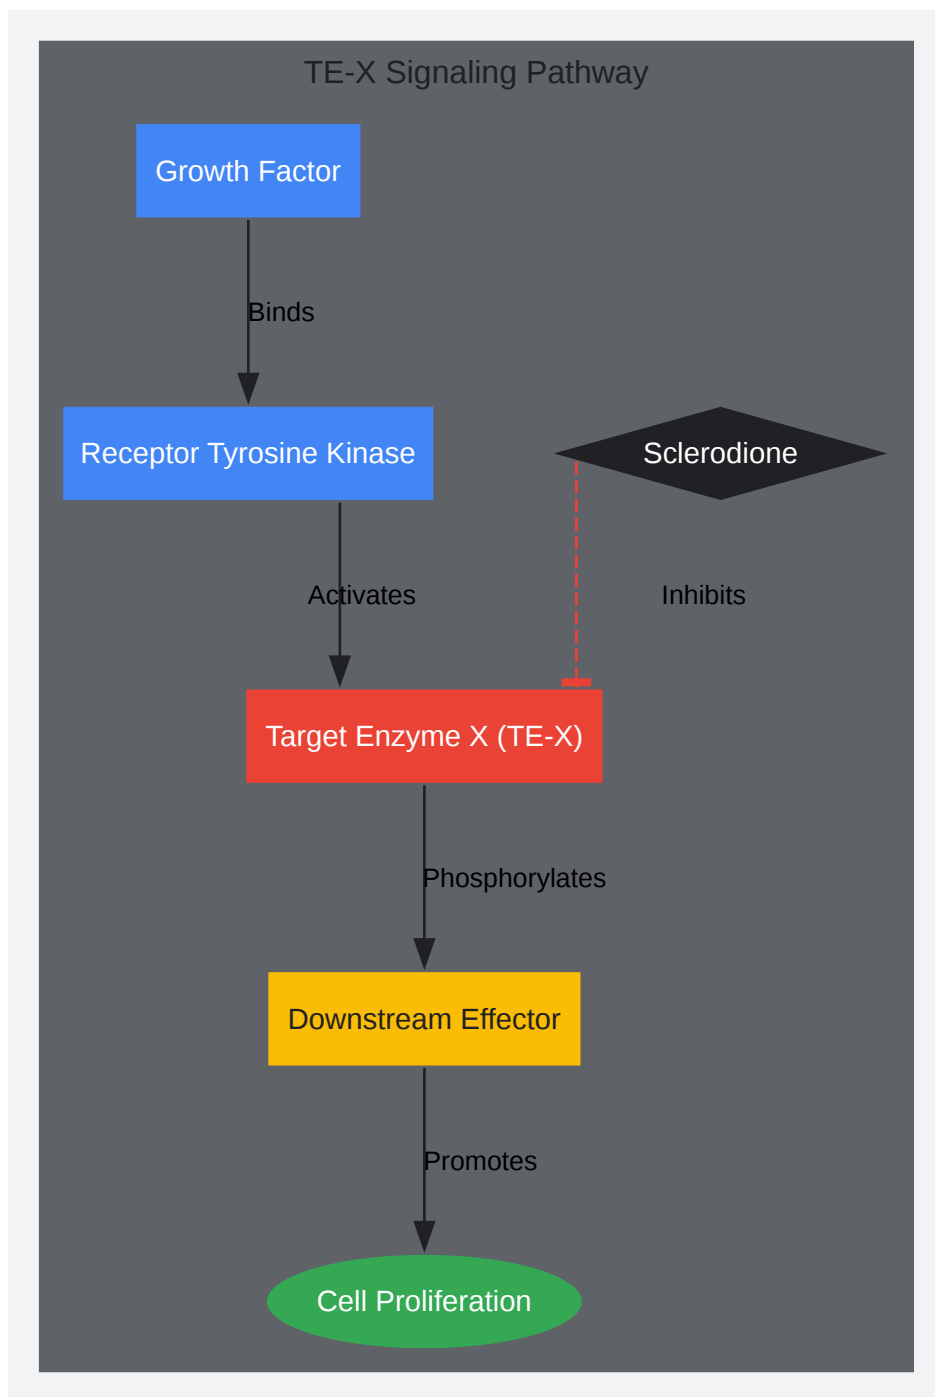 TE-X Signaling Pathway
Growth Factor
Binds
Receptor Tyrosine Kinase
Sclerodione
Activates
Inhibits
Target Enzyme X (TE-X)
Phosphorylates
Downstream Effector
Promotes
Cell Proliferation